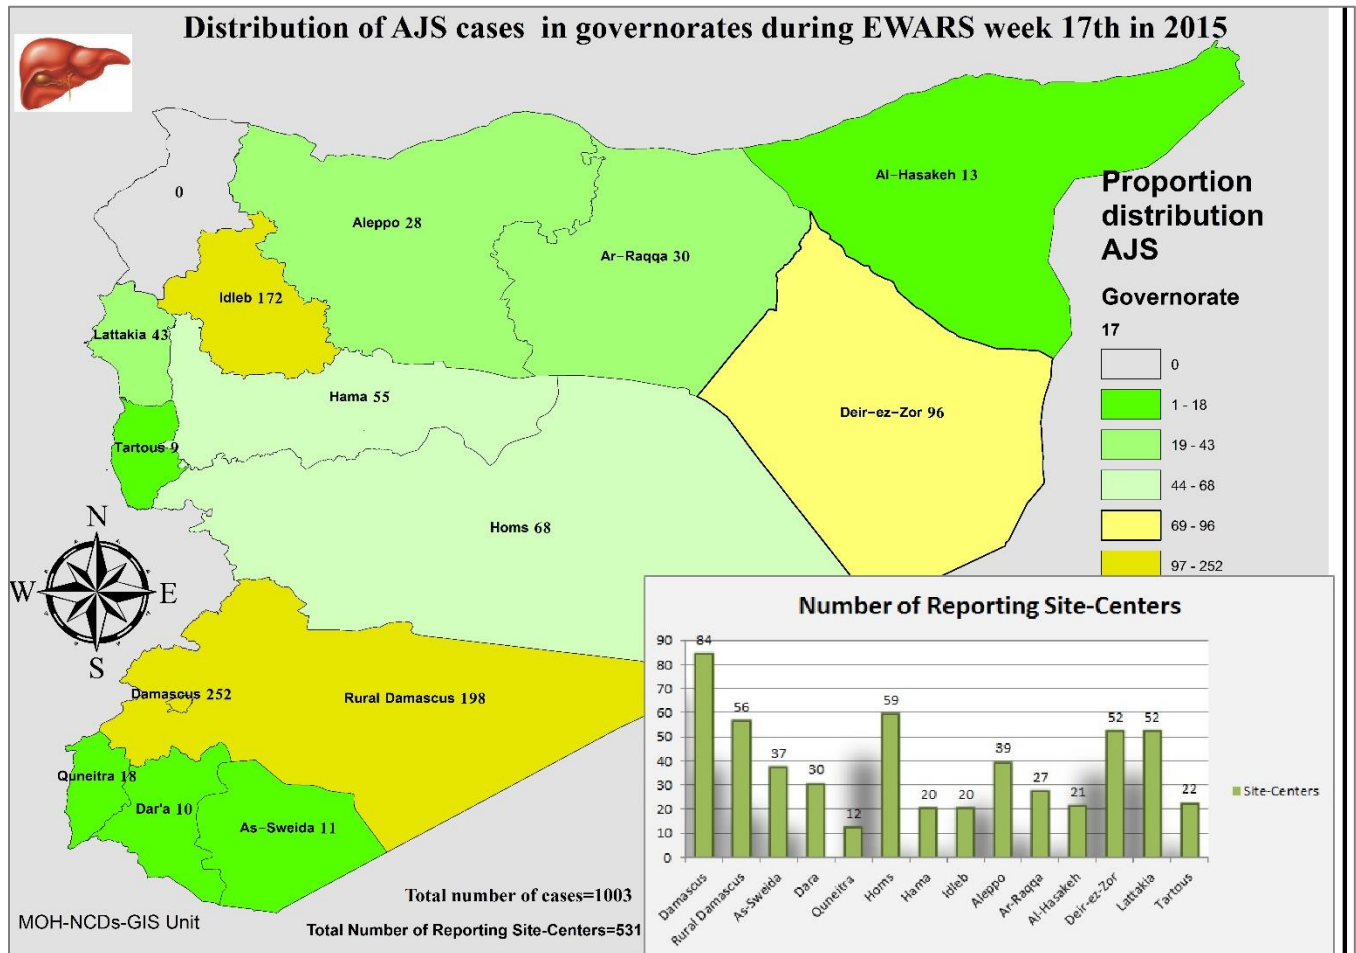 Distribution of AJS cases in governorates during EWARS week 17th in 2015
0
Aleppo 28
Al-Hasakeh 13
Ar-Raqqa 30
Idleb 172
Lattakia 43
Hama 55
Deir-ez-Zor 96
Tartous 9
Homs 68
N
W E
S
Damascus 252
Rural Damascus 198
Quneitra 18
Dar'a 10
As-Sweida 11
Proportion
distribution
AJS
Governorate
17
0
1 - 18
19 - 43
44 - 68
69 - 96
97 - 252
Total number of cases=1003
MOH-NCDs-GIS Unit
Total Number of Reporting Site-Centers=531
Number of Reporting Site-Centers
90
80
70
60
50
40
30
20
10
0
84
56
37
30
12
59
20
20
39
27
21
52
52
22
Damascus
Rural Damascus
As-Sweida
Dara
Quneitra
Homs
Hama
Idleb
Aleppo
Ar-Raqqa
Al-Hasakeh
Deir-ez-Zor
Lattakia
Tartous
Site-Centers